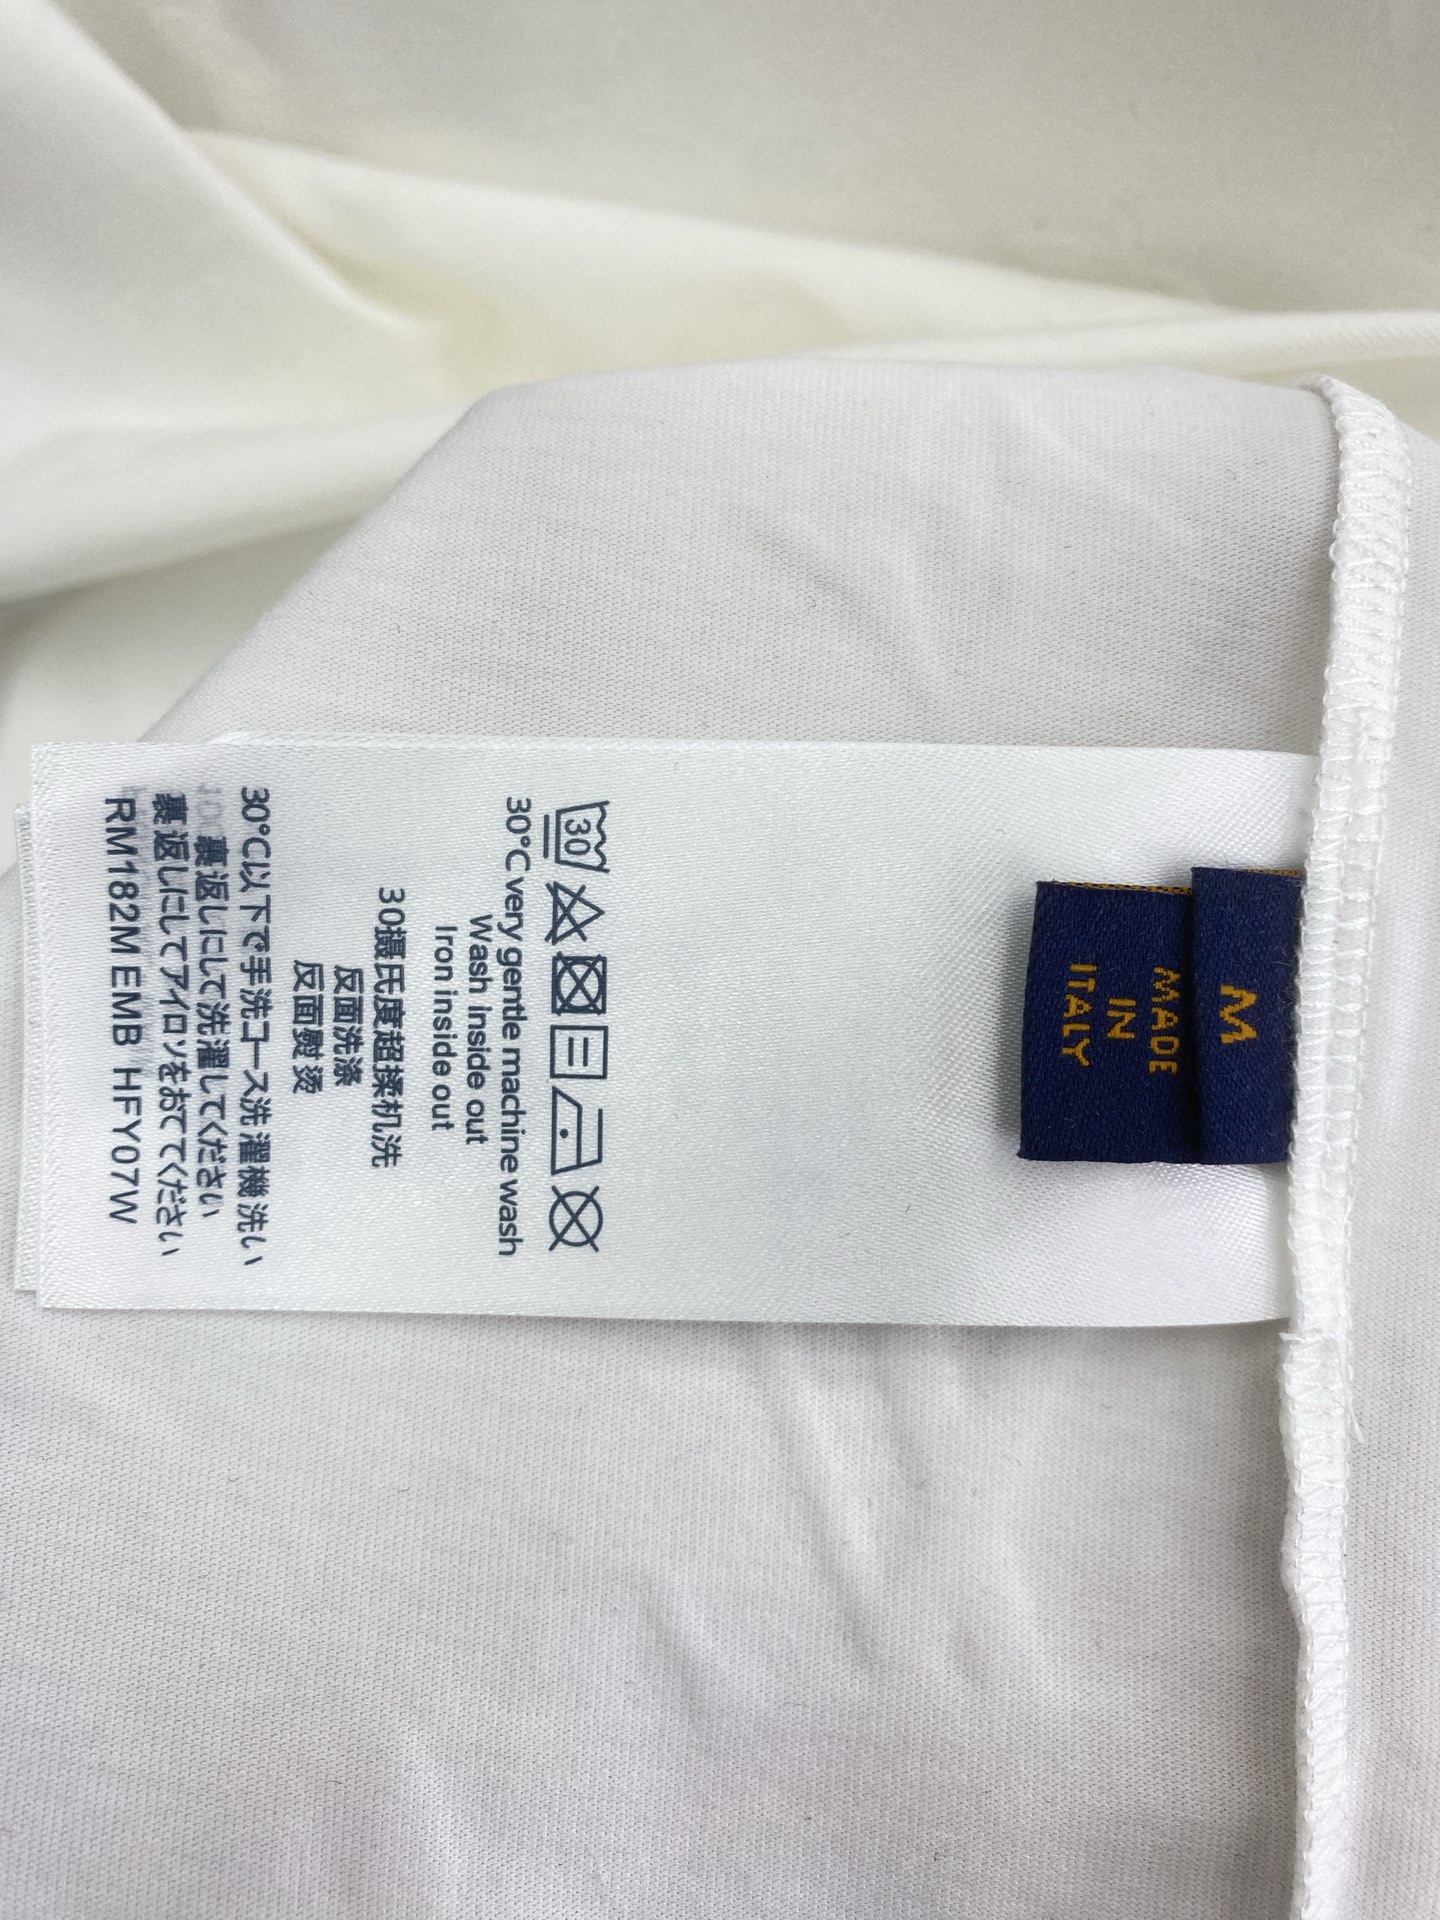 M
MADE
IN
ITALY
30
30°C very gentle machine wash
Wash inside out
Iron inside out
30摄氏度超揉机洗
反面洗涤
反面熨烫
30°C以下で手洗コース洗濯機洗い
裏返しにして洗濯してください
裏返しにしてアイロンをおててください
RM182M EMB HFY07W